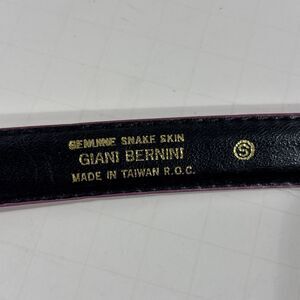 GENUINE SNAKE SKIN
GIANI BERNINI
MADE IN TAIWAN R.O.C.
S